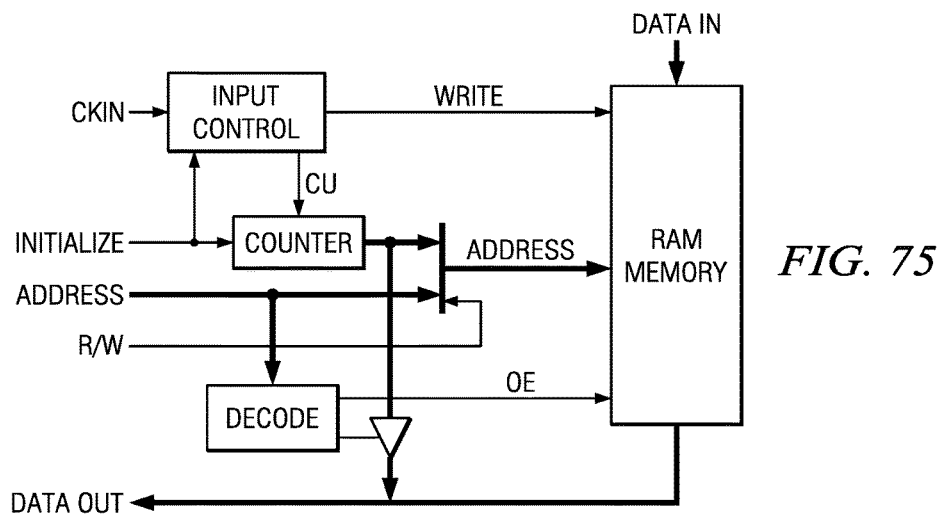 DATA IN
INPUT
CONTROL
CKIN
WRITE
CU
INITIALIZE
COUNTER
ADDRESS
RAM
MEMORY
FIG. 75
ADDRESS
R/W
OE
DECODE
DATA OUT